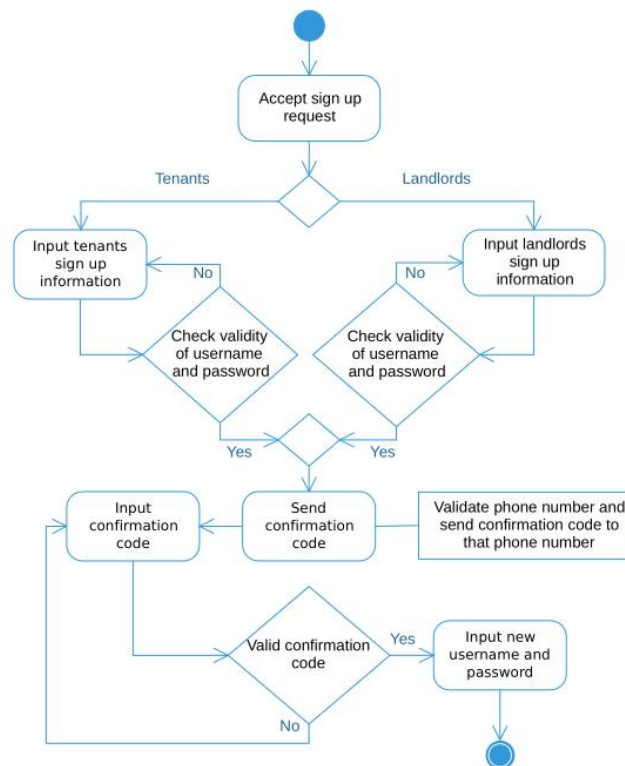 Accept sign up
request
Tenants
Landlords
Input tenants
sign up
information
Input landlords
sign up
information
No
No
Check validity
of username
and password
Check validity
of username
and password
Yes
Yes
Input
confirmation
code
Send
confirmation
code
Validate phone number and
send confirmation code to
that phone number
Valid confirmation
code
Yes
Input new
username and
password
No